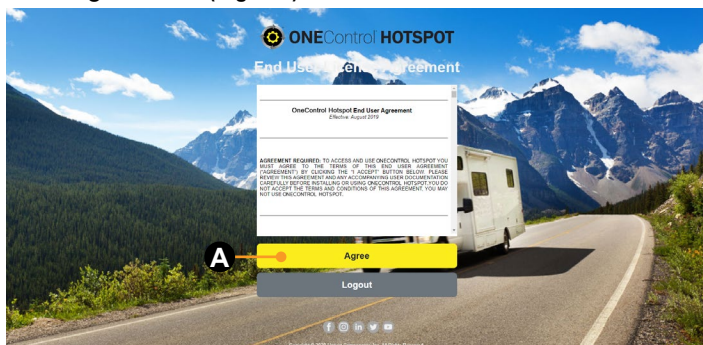 ONEControl HOTSPOT
End User License Agreement
OneControl Hotspot End User Agreement
Effective: August 2019
AGREEMENT REQUIRED: TO ACCESS AND USE ONECONTROL HOTSPOT YOU
MUST AGREE TO THE TERMS OF THIS END USER AGREEMENT
("AGREEMENT") BY CLICKING THE "I ACCEPT" BUTTON BELOW. PLEASE
REVIEW THIS AGREEMENT AND ANY ACCOMPANYING USER DOCUMENTATION
CAREFULLY BEFORE INSTALLING OR USING ONECONTROL HOTSPOT.YOU DO
NOT ACCEPT THE TERMS AND CONDITIONS OF THIS AGREEMENT, YOU MAY
NOT USE ONECONTROL HOTSPOT.
A
Agree
Logout